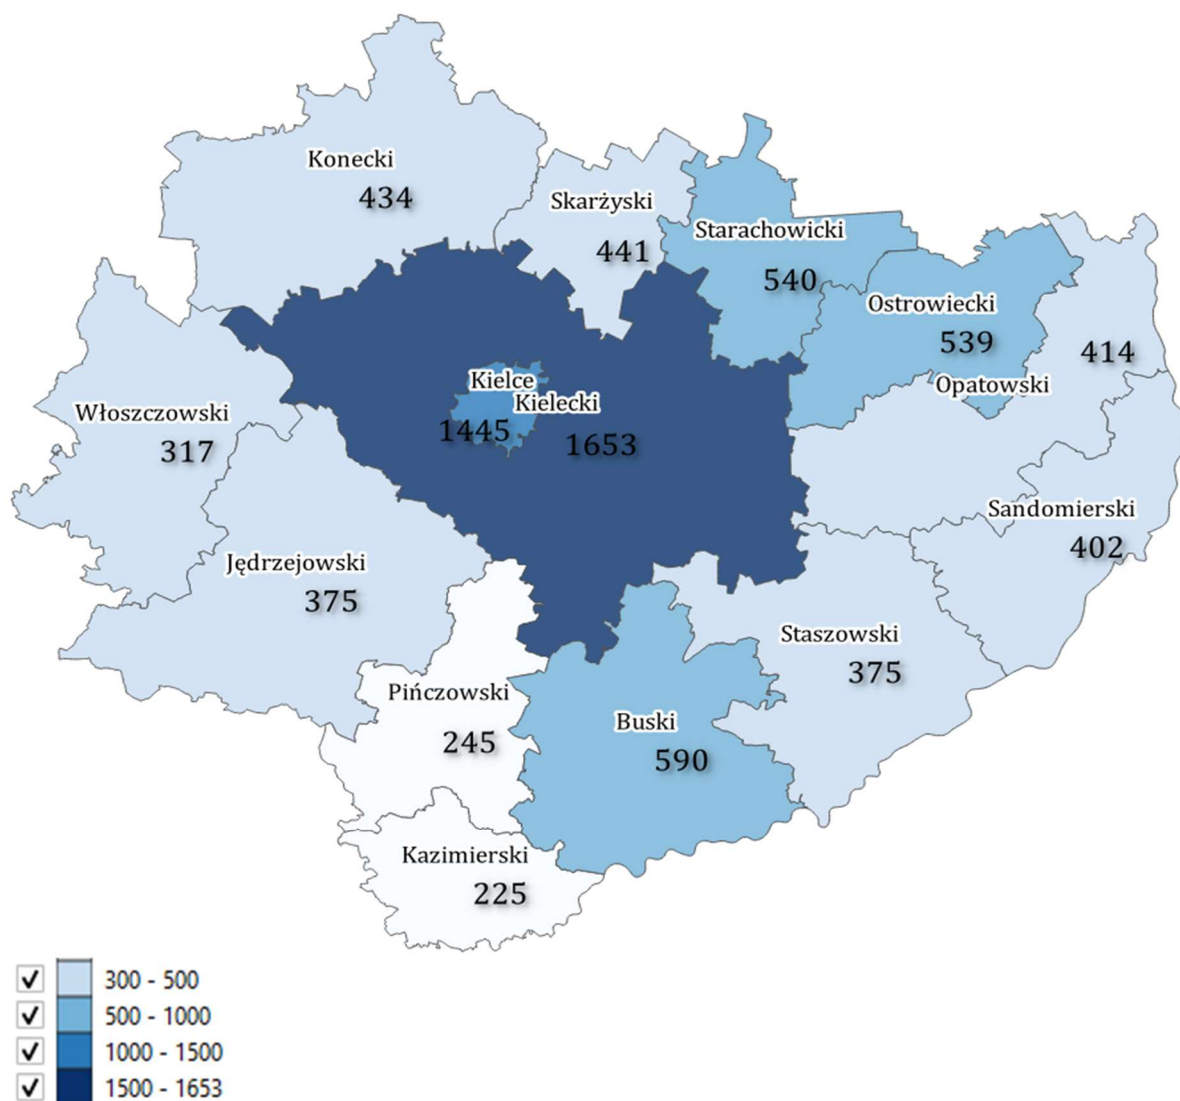 Konecki
434
Skarżyski
441
Starachowicki
540
Ostrowiecki
539
414
Opatowski
Kielce
Kielecki
1445
1653
Włoszczowski
317
Sandomierski
402
Jędrzejowski
375
Staszowski
375
Pińczowski
245
Buski
590
Kazimierski
225
300 - 500
500 - 1000
1000 - 1500
1500 - 1653